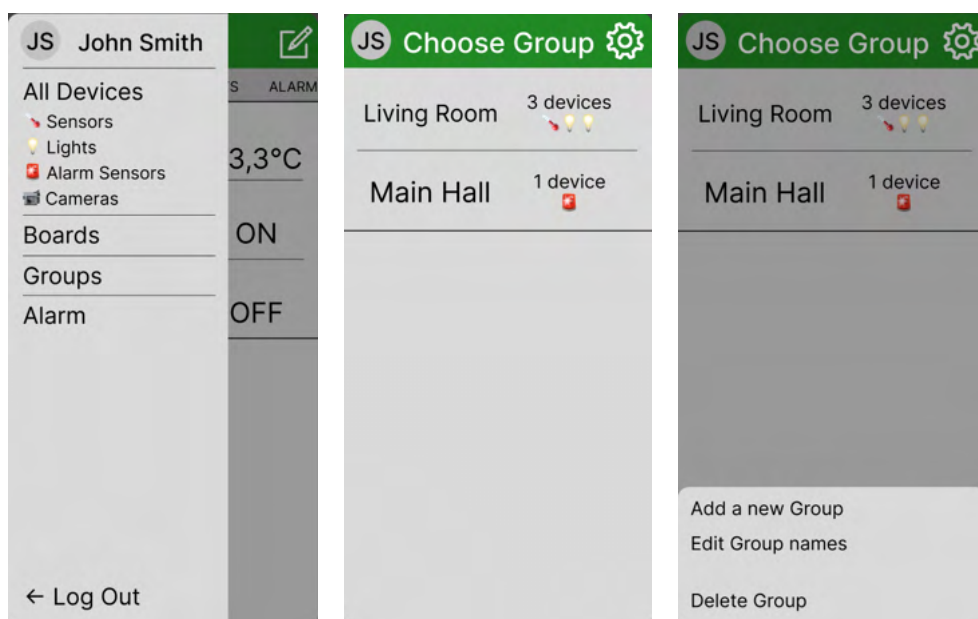 JS John Smith
All Devices
Sensors
Lights
Alarm Sensors
Cameras
Boards
Groups
Alarm
← Log Out
S ALARM
3,3°C
ON
OFF
JS Choose Group
Living Room 3 devices
Main Hall 1 device
JS Choose Group
Living Room 3 devices
Main Hall 1 device
Add a new Group
Edit Group names
Delete Group